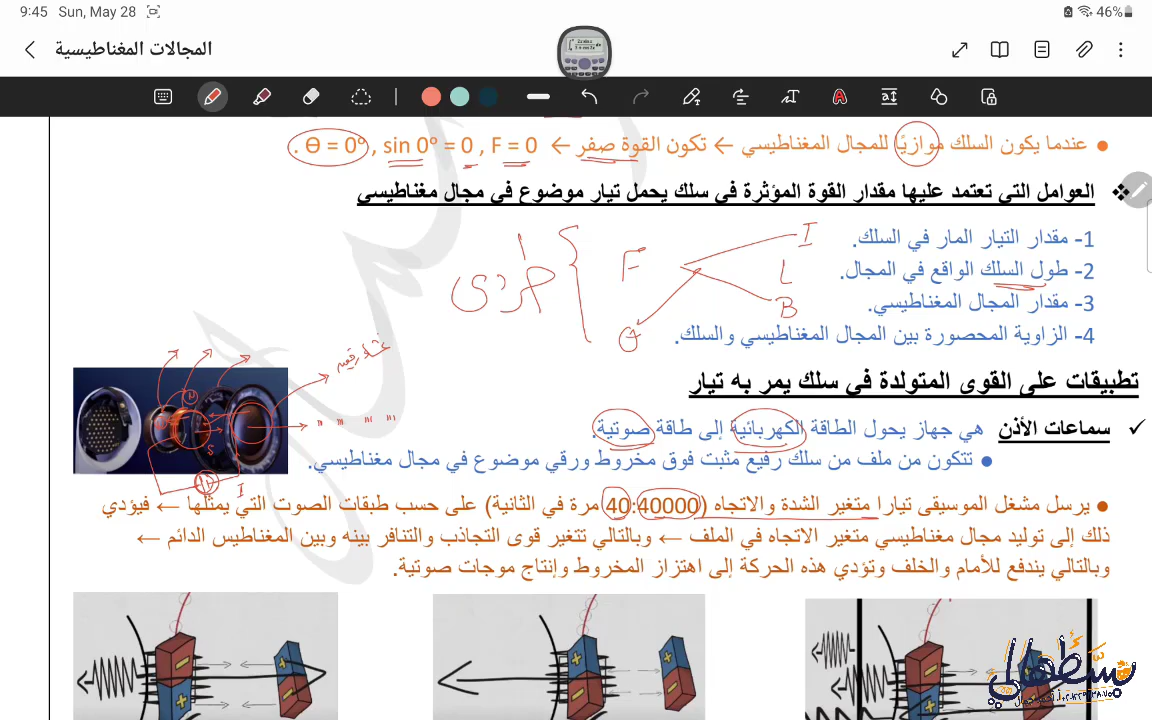 9:45 Sun, May 28 46%
المجالات المغناطيسية
عندما يكون السلك موازيًا للمجال المغناطيسي ← تكون القوة صفر ← F = 0 , sin 0º = 0 , Ɵ = 0º .
العوامل التي تعتمد عليها مقدار القوة المؤثرة في سلك يحمل تيار موضوع في مجال مغناطيسي
1- مقدار التيار المار في السلك.
2- طول السلك الواقع في المجال.
3- مقدار المجال المغناطيسي.
4- الزاوية المحصورة بين المجال المغناطيسي والسلك.
I
L
B
F
θ
طردي
تطبيقات على القوى المتولدة في سلك يمر به تيار
✓ سماعات الأذن هي جهاز يحول الطاقة الكهربائية إلى طاقة صوتية.
تتكون من ملف من سلك رفيع مثبت فوق مخروط ورقي موضوع في مجال مغناطيسي.
غشاء رقيق
I
يرسل مشغل الموسيقى تيارا متغير الشدة والاتجاه (40:40000 مرة في الثانية) على حسب طبقات الصوت التي يمثلها ← فيؤدي
ذلك إلى توليد مجال مغناطيسي متغير الاتجاه في الملف ← وبالتالي تتغير قوى التجاذب والتنافر بينه وبين المغناطيس الدائم ←
وبالتالي يندفع للأمام والخلف وتؤدي هذه الحركة إلى اهتزاز المخروط وإنتاج موجات صوتية.
بسطهالي